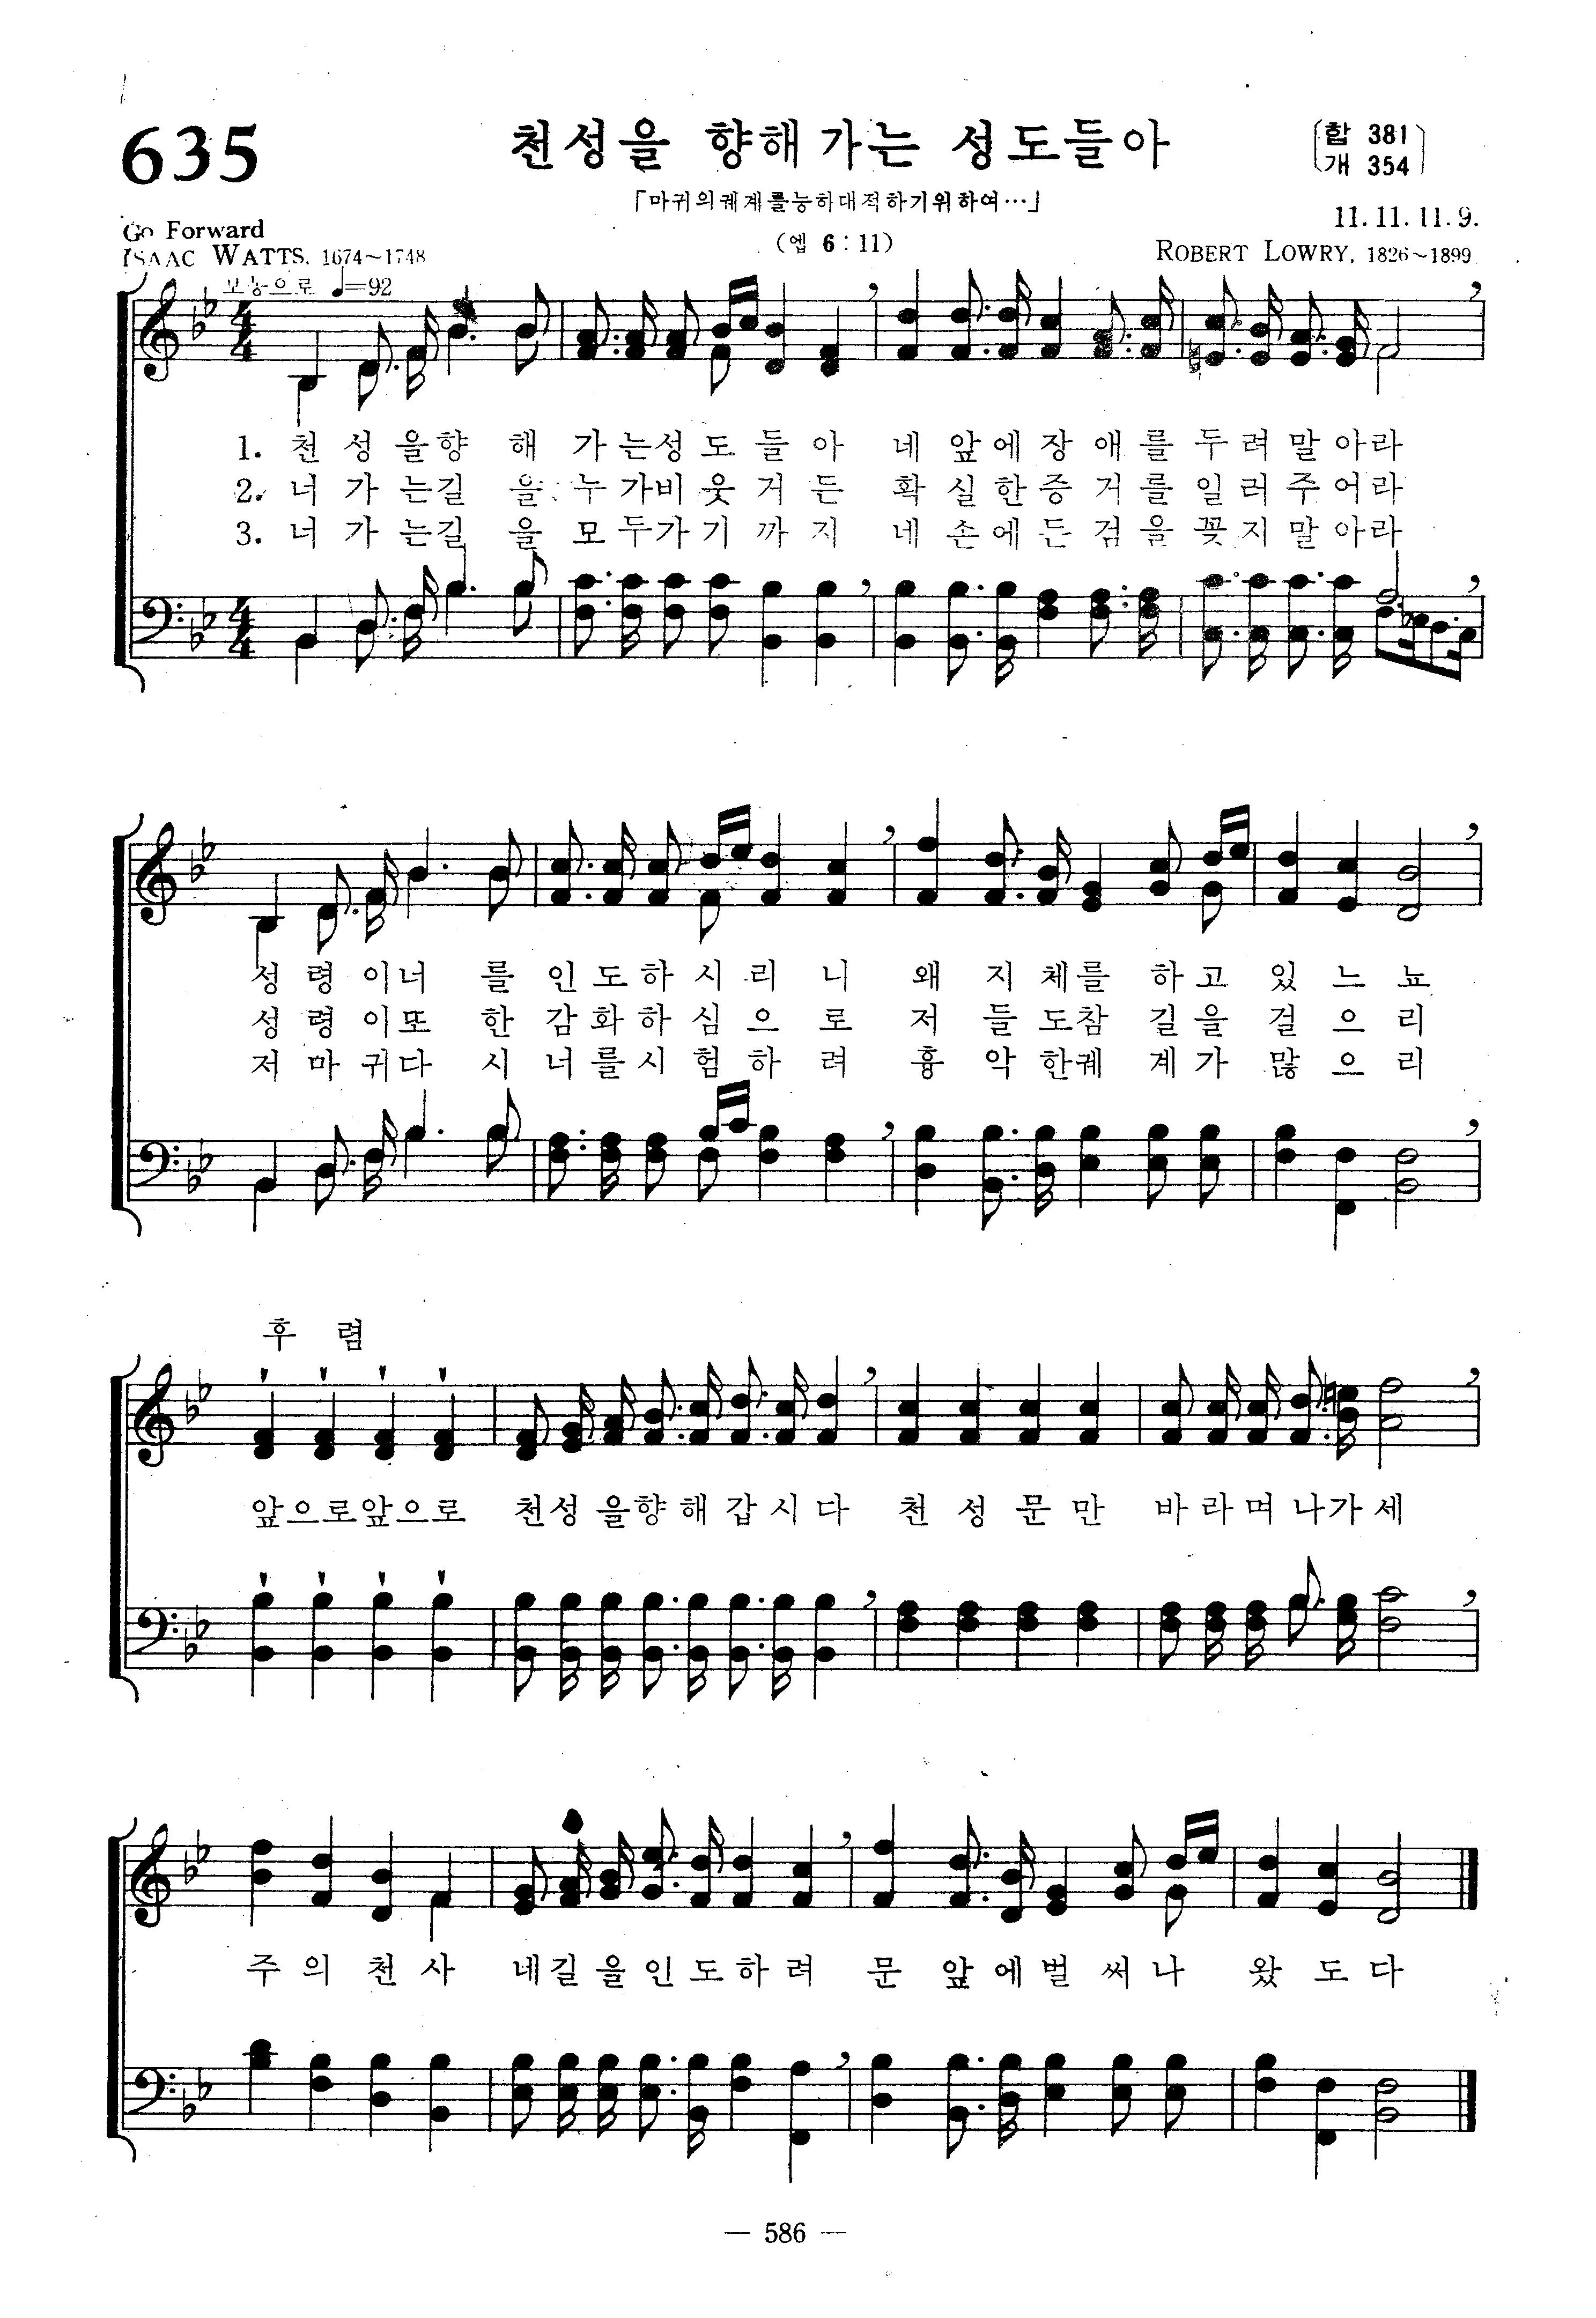 635
천성을 향해 가는 성도들아
합 381
개 354
「마귀의궤계를능히대적하기위하여…」
(엡 6 : 11)
11. 11. 11. 9.
Go Forward
ISAAC WATTS. 1674~1748
ROBERT LOWRY, 1826~1899
보통으로 ♩=92
1. 천 성 을향 해 가 는성 도 들 아 네 앞 에 장 애 를 두 려 말 아라
2. 너 가 는길 을 누 가비 웃 거 든 확 실 한 증 거 를 일 러 주 어라
3. 너 가 는길 을 모 두가 기 까 지 네 손 에 든 검 을 꽂 지 말 아라
성 령 이너 를 인 도 하 시 리 니 왜 지 체를 하 고 있 느 뇨
성 령 이또 한 감 화 하 심 으 로 저 들 도참 길 을 걸 으 리
저 마 귀다 시 너 를 시 험 하 려 흉 악 한궤 계 가 많 으 리
후 렴
앞으로앞으로 천성 을향 해 갑 시 다 천 성 문 만 바 라 며 나가 세
주 의 천 사 네길 을 인 도 하 려 문 앞 에 벌 써 나 왔 도 다
— 586 —